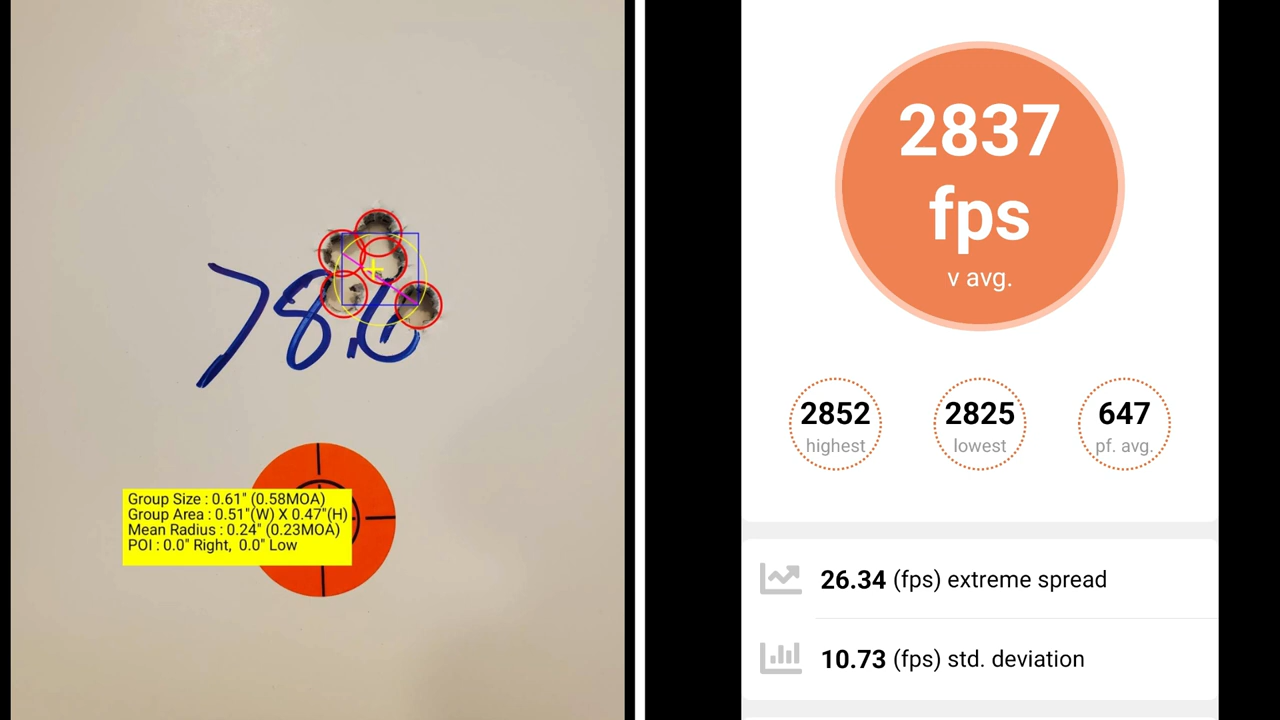 78.6
Group Size : 0.61" (0.58MOA)
Group Area : 0.51"(W) X 0.47"(H)
Mean Radius : 0.24" (0.23MOA)
POI : 0.0" Right, 0.0" Low
2837
fps
v avg.
2852
highest
2825
lowest
647
pf. avg.
26.34 (fps) extreme spread
10.73 (fps) std. deviation